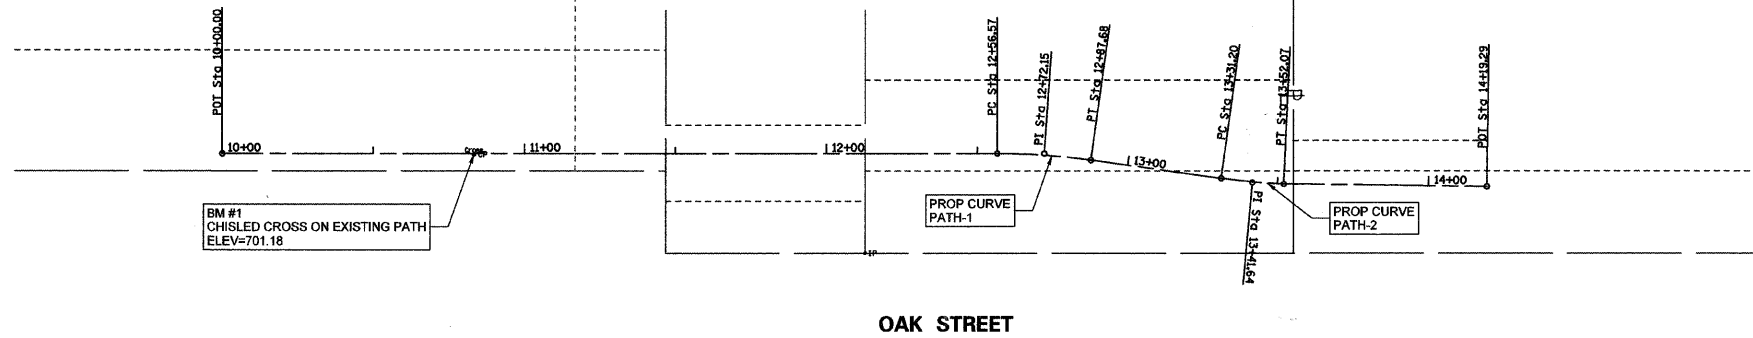 POT Sta 10+00.00
PC Sta 12+56.57
PI Sta 12+72.15
PT Sta 12+87.68
PC Sta 13+31.20
PT Sta 13+52.07
POT Sta 14+19.29
10+00
cross
CP
11+00
12+00
13+00
14+00
PI Sta 13+41.64
BM #1
CHISLED CROSS ON EXISTING PATH
ELEV=701.18
PROP CURVE
PATH-1
PROP CURVE
PATH-2
IP
OAK STREET